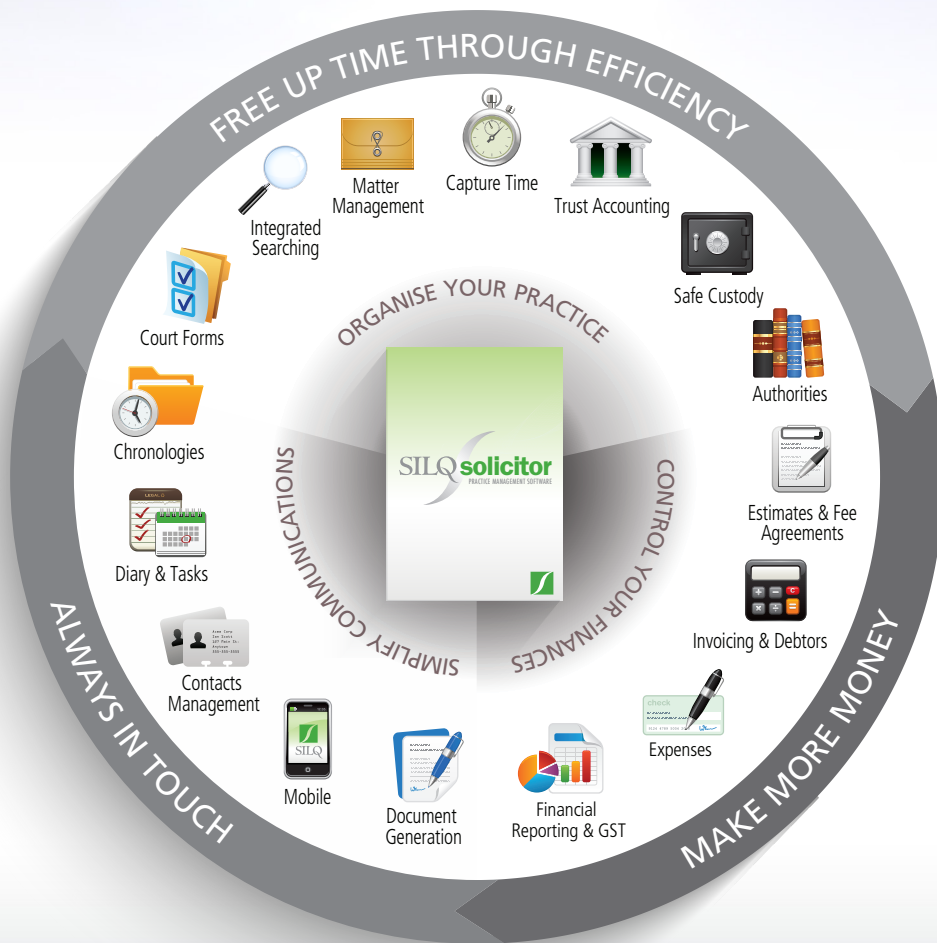 FREE UP TIME THROUGH EFFICIENCY
Capture Time
Matter
Management
Trust Accounting
Integrated
Searching
Safe Custody
Court Forms
Authorities
Chronologies
Estimates & Fee
Agreements
Diary & Tasks
Invoicing & Debtors
Contacts
Management
Expenses
Mobile
Document
Generation
Financial
Reporting & GST
ORGANISE YOUR PRACTICE
CONTROL YOUR FINANCES
SIMPLIFY COMMUNICATIONS
SILQ solicitor
PRACTICE MANAGEMENT SOFTWARE
LEGAL
SILQ
check
MAKE MORE MONEY
ALWAYS IN TOUCH